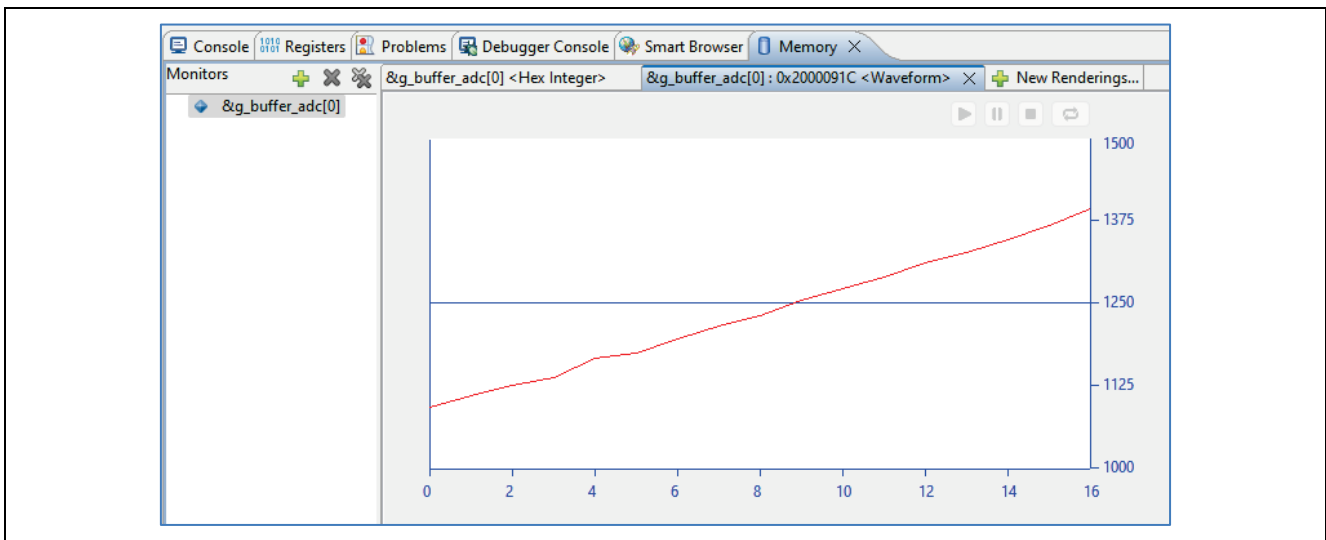 Console Registers Problems Debugger Console Smart Browser Memory
Monitors &g_buffer_adc[0] <Hex Integer> &g_buffer_adc[0] : 0x2000091C <Waveform> New Renderings...
&g_buffer_adc[0]
1500
1375
1250
1125
1000
0 2 4 6 8 10 12 14 16